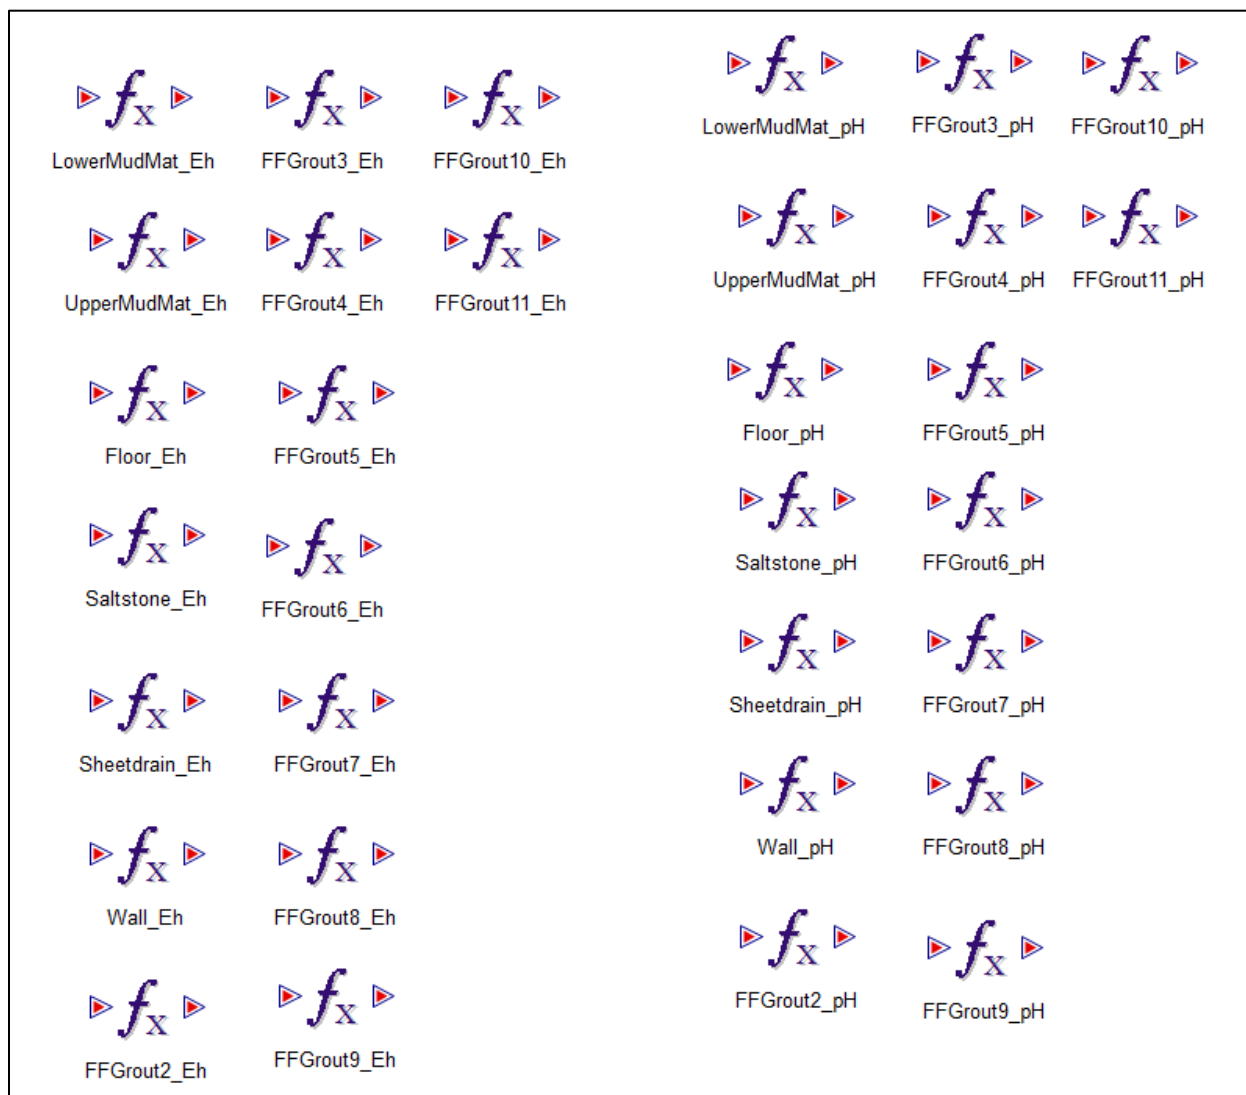 LowerMudMat_Eh
FFGrout3_Eh
FFGrout10_Eh
UpperMudMat_Eh
FFGrout4_Eh
FFGrout11_Eh
Floor_Eh
FFGrout5_Eh
Saltstone_Eh
FFGrout6_Eh
Sheetdrain_Eh
FFGrout7_Eh
Wall_Eh
FFGrout8_Eh
FFGrout2_Eh
FFGrout9_Eh
LowerMudMat_pH
FFGrout3_pH
FFGrout10_pH
UpperMudMat_pH
FFGrout4_pH
FFGrout11_pH
Floor_pH
FFGrout5_pH
Saltstone_pH
FFGrout6_pH
Sheetdrain_pH
FFGrout7_pH
Wall_pH
FFGrout8_pH
FFGrout2_pH
FFGrout9_pH